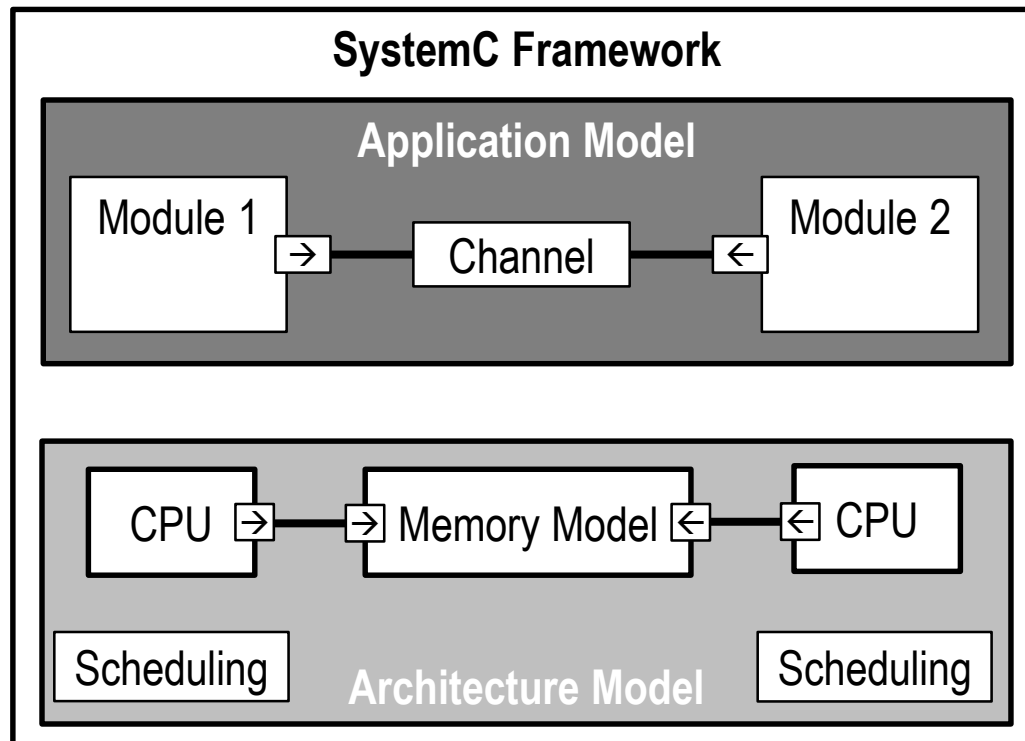 SystemC Framework
Application Model
Module 1
→
Channel
←
Module 2
CPU
→
→
Memory Model
←
←
CPU
Scheduling
Architecture Model
Scheduling